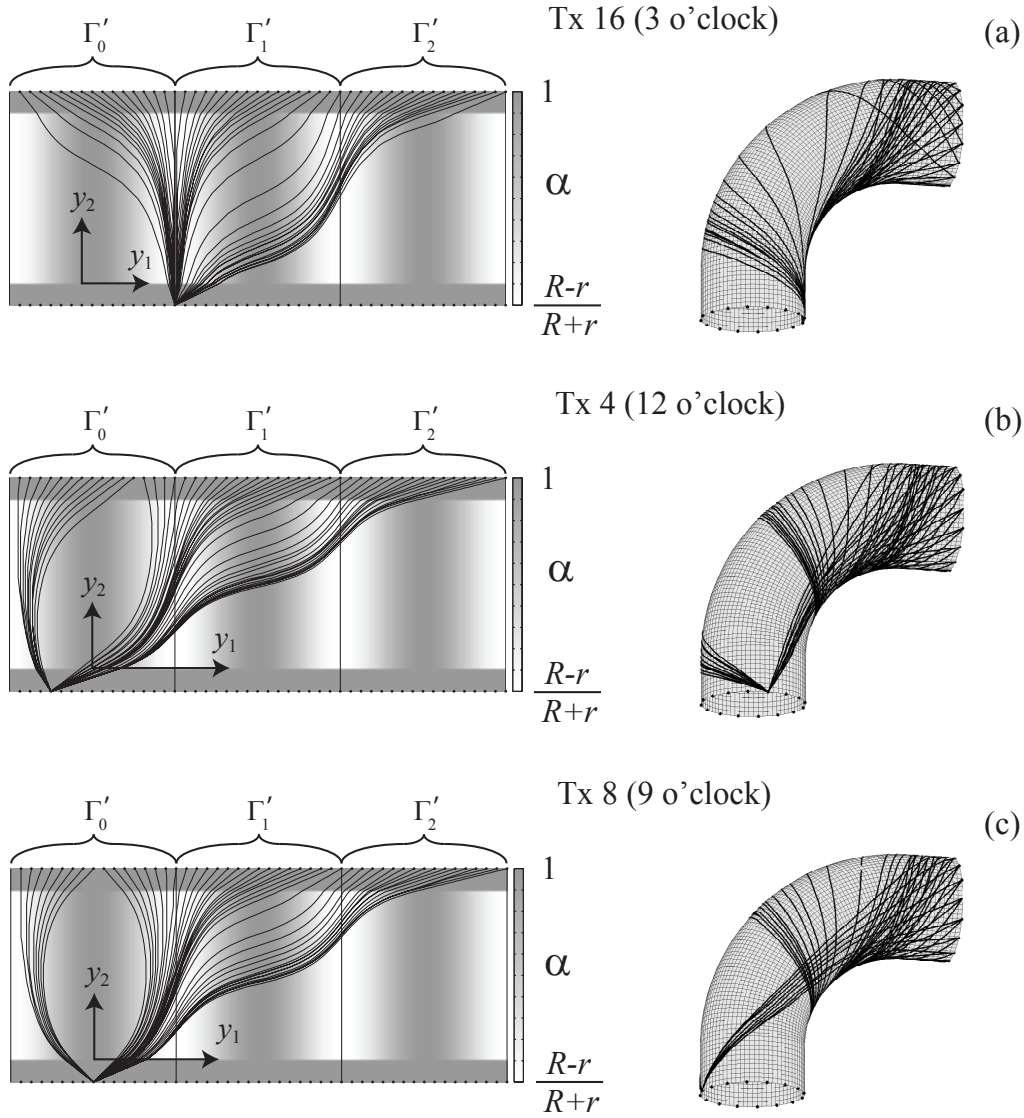 Tx 16 (3 o’clock)
(a)
Γ′0 Γ′1 Γ′2
1
α
R-r
R+r
y2
y1
Tx 4 (12 o’clock)
(b)
Γ′0 Γ′1 Γ′2
1
α
R-r
R+r
y2
y1
Tx 8 (9 o’clock)
(c)
Γ′0 Γ′1 Γ′2
1
α
R-r
R+r
y2
y1